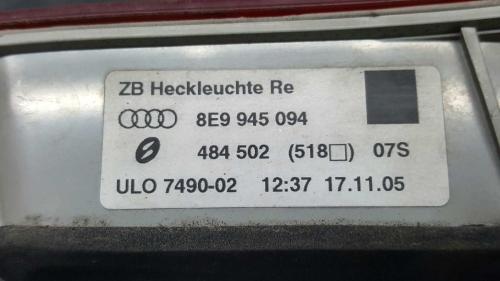 ZB Heckleuchte Re
8E9 945 094
484 502 (518□) 07S
ULO 7490-02 12:37 17.11.05